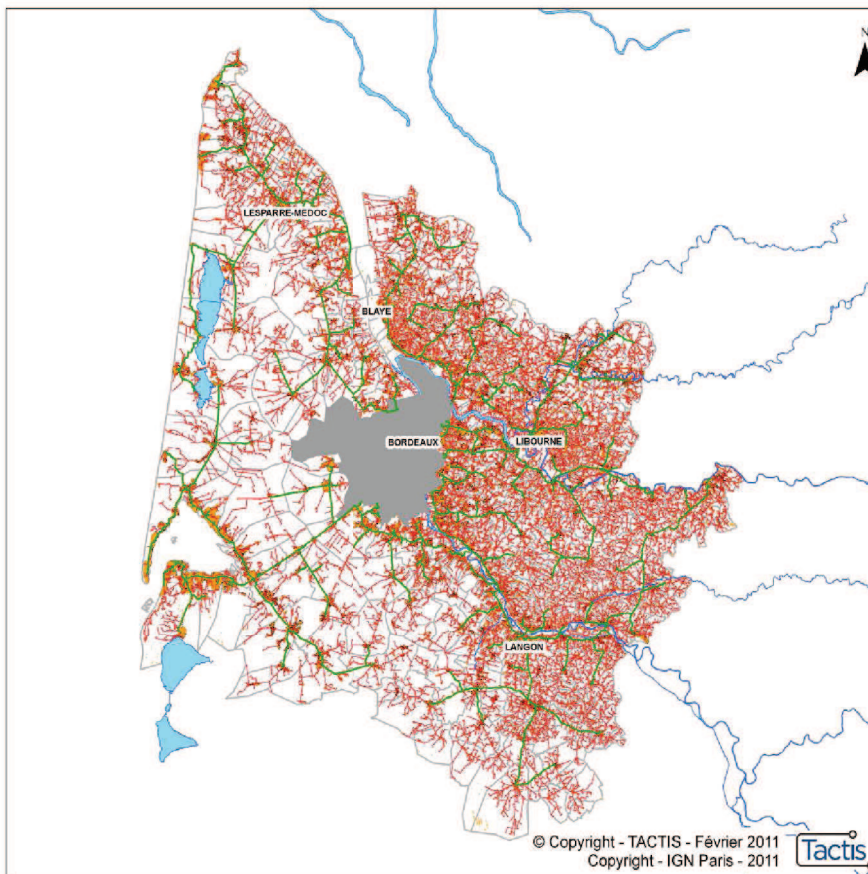 N
LESPARRE-MEDOC
BLAYE
BORDEAUX
LIBOURNE
LANGON
© Copyright - TACTIS - Février 2011
Copyright - IGN Paris - 2011
Tactis